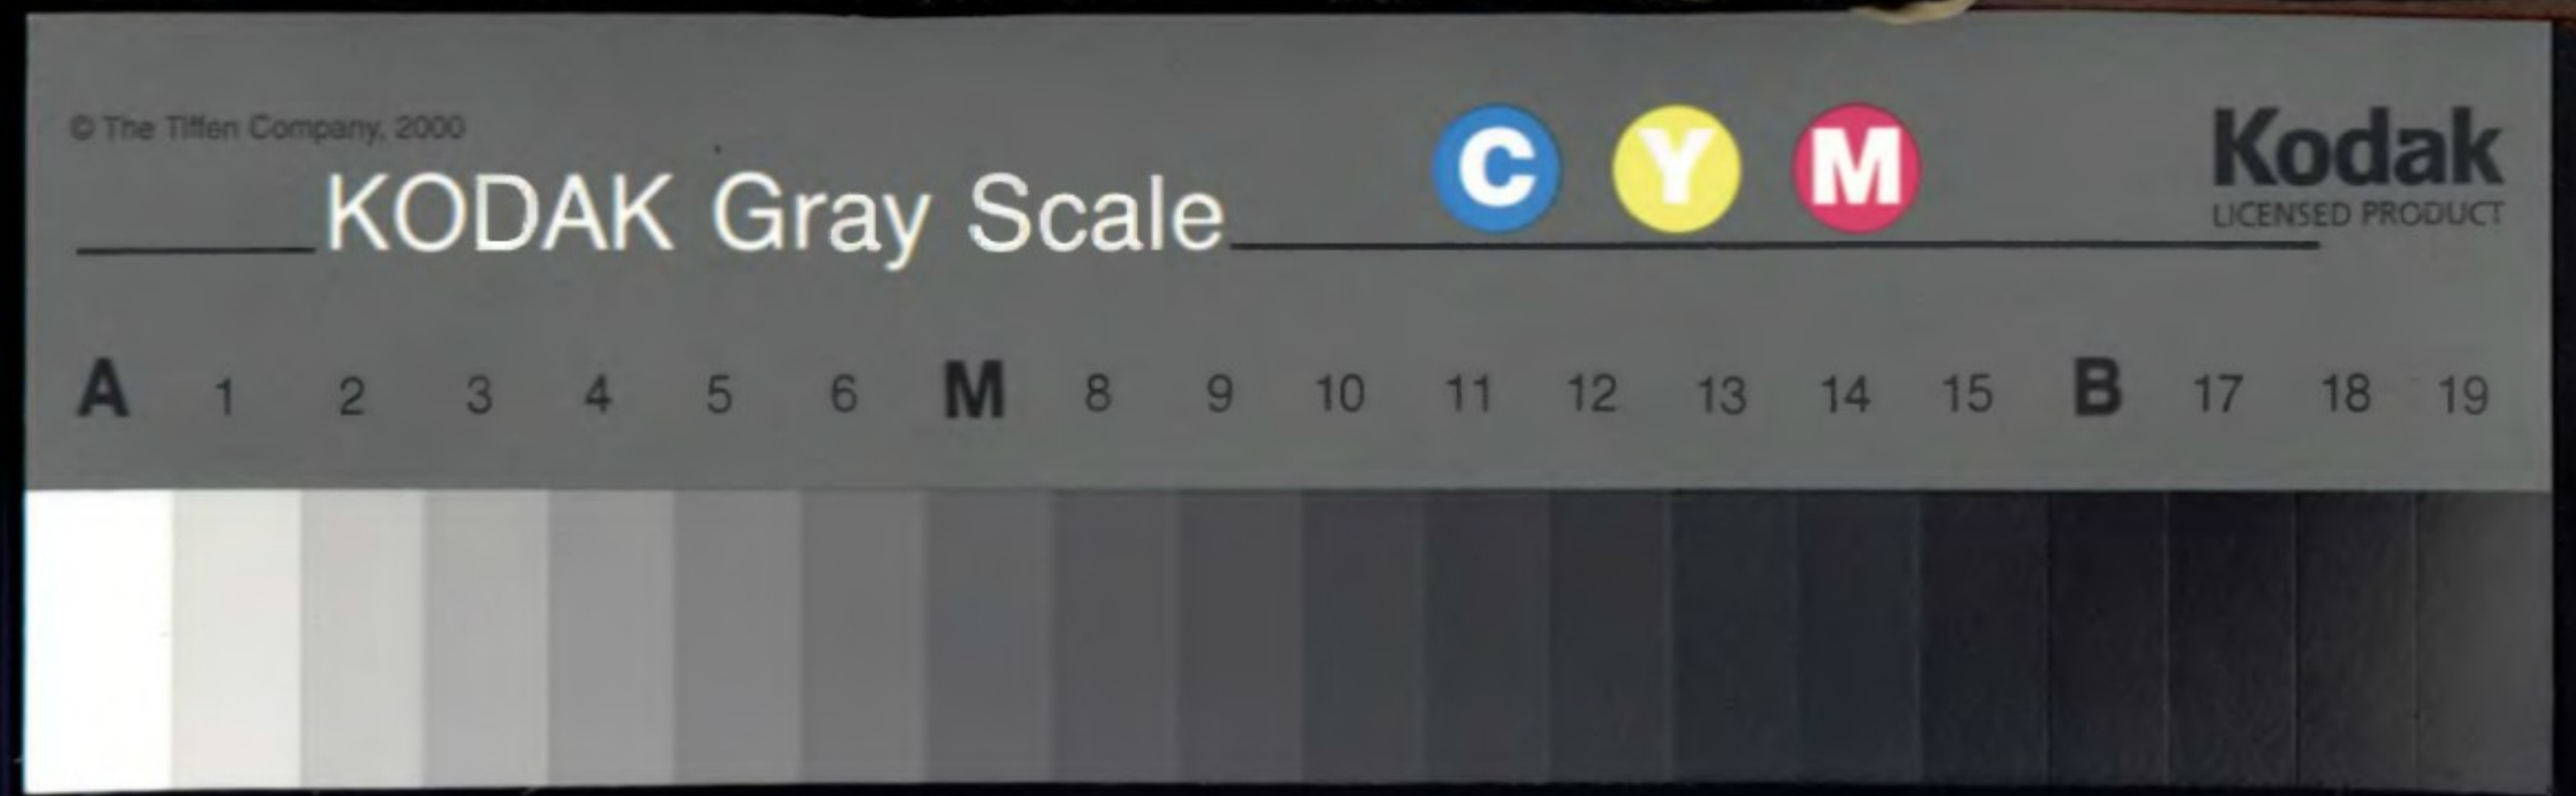 © The Tiffen Company, 2000
KODAK Gray Scale
C Y M
Kodak
LICENSED PRODUCT
A 1 2 3 4 5 6 M 8 9 10 11 12 13 14 15 B 17 18 19